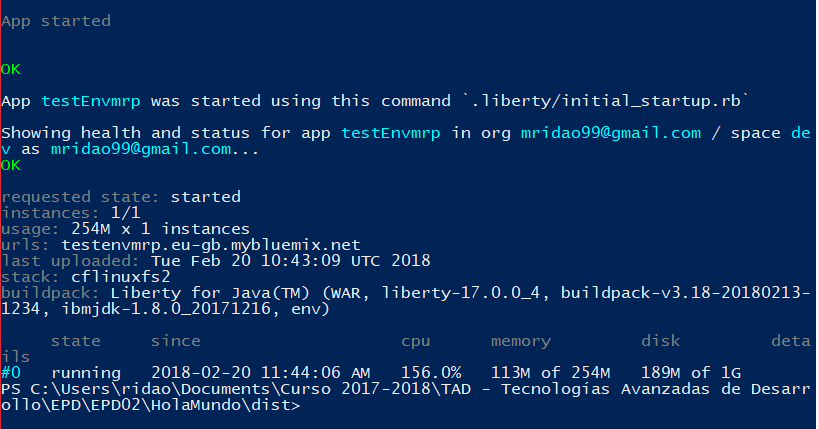 App started
OK
App testEnvmrp was started using this command `.liberty/initial_startup.rb`
Showing health and status for app testEnvmrp in org mridao99@gmail.com / space de
v as mridao99@gmail.com...
OK
requested state: started
instances: 1/1
usage: 254M x 1 instances
urls: testenvmrp.eu-gb.mybluemix.net
last uploaded: Tue Feb 20 10:43:09 UTC 2018
stack: cflinuxfs2
buildpack: Liberty for Java(TM) (WAR, liberty-17.0.0_4, buildpack-v3.18-20180213-
1234, ibmjdk-1.8.0_20171216, env)
state since cpu memory disk deta
ils
#0 running 2018-02-20 11:44:06 AM 156.0% 113M of 254M 189M of 1G
PS C:\Users\ridao\Documents\Curso 2017-2018\TAD - Tecnologías Avanzadas de Desarr
ollo\EPD\EPD02\HolaMundo\dist>